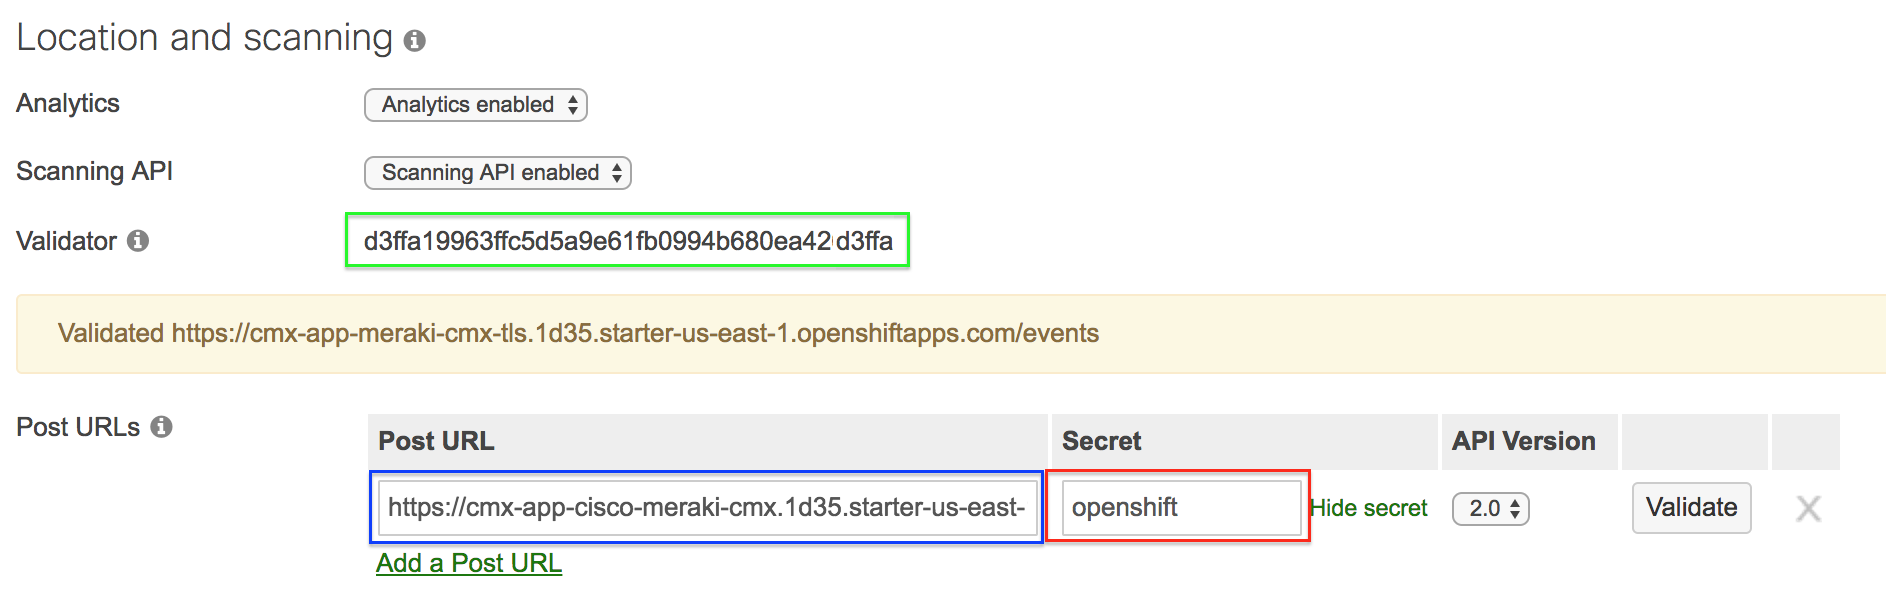 Location and scanning
Analytics
Analytics enabled
Scanning API
Scanning API enabled
Validator
d3ffa19963ffc5d5a9e61fb0994b680ea42 d3ffa
Validated https://cmx-app-meraki-cmx-tls.1d35.starter-us-east-1.openshiftapps.com/events
Post URLs
Post URL Secret API Version
https://cmx-app-cisco-meraki-cmx.1d35.starter-us-east- openshift Hide secret 2.0 Validate X
Add a Post URL